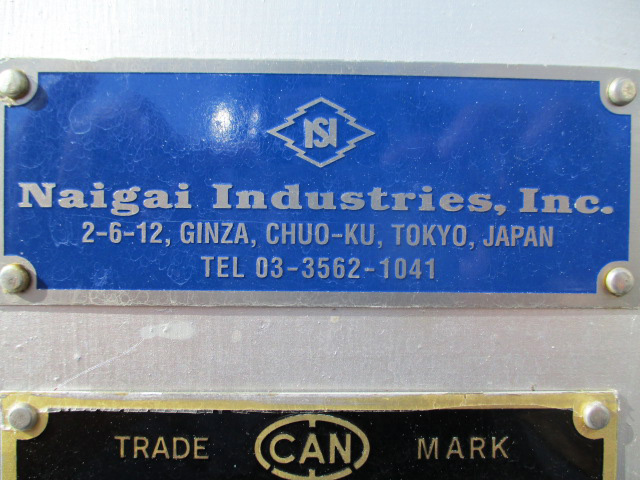 NSI
Naigai Industries, Inc.
2-6-12, GINZA, CHUO-KU, TOKYO, JAPAN
TEL 03-3562-1041
TRADE CAN MARK